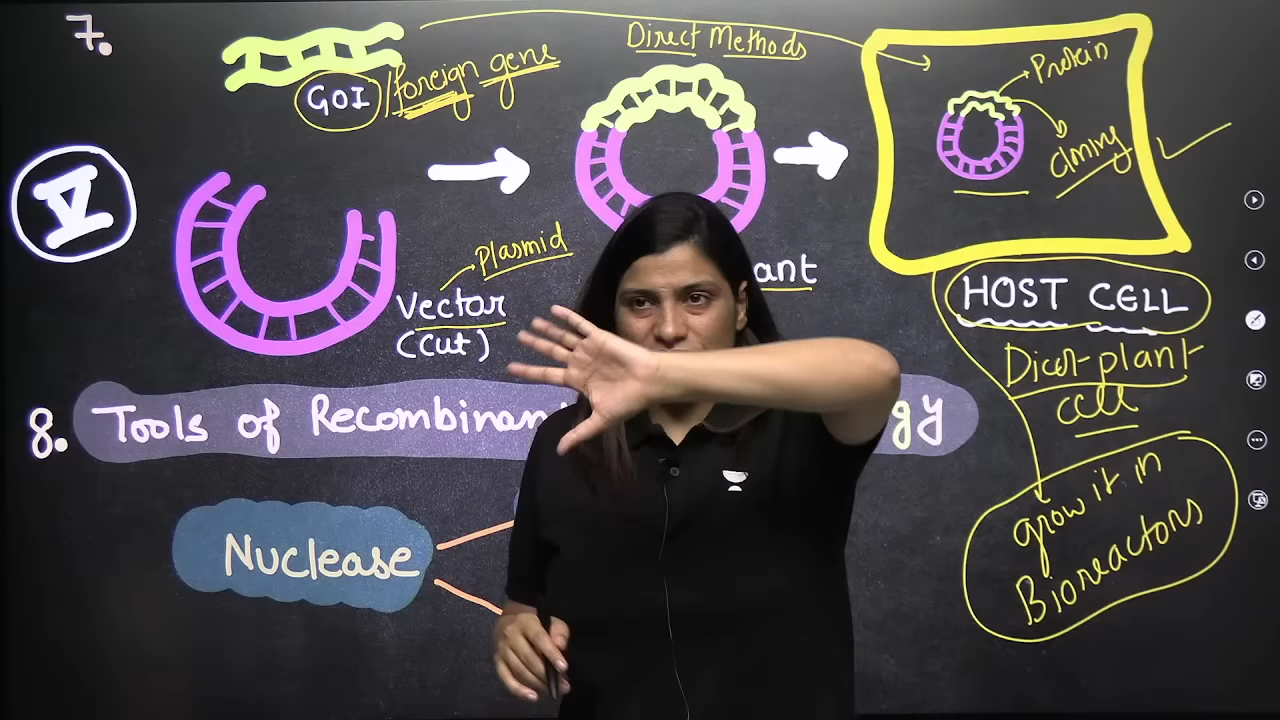 7.
GOI / foreign gene
Direct Methods
Protein
cloning
V
Plasmid
Vector
(cut)
ant
HOST CELL
Dicot-plant
cell
grow it in
Bioreactors
8. Tools of Recombinan gy
Nuclease